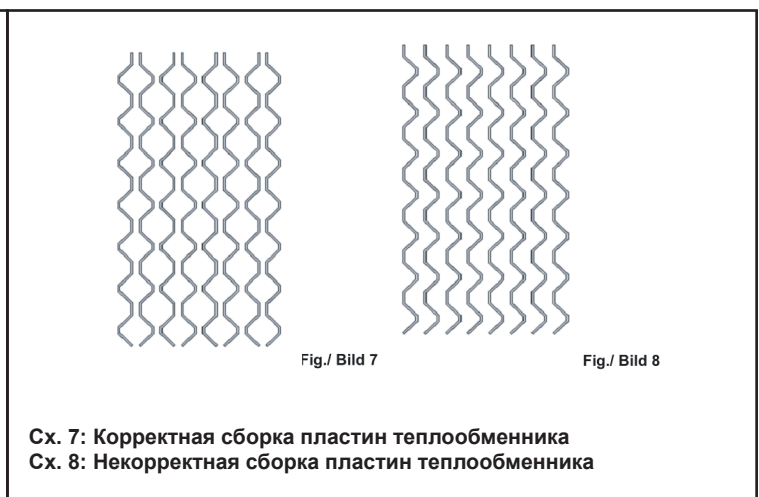 Fig./ Bild 7
Fig./ Bild 8
Сх. 7: Корректная сборка пластин теплообменника
Сх. 8: Некорректная сборка пластин теплообменника